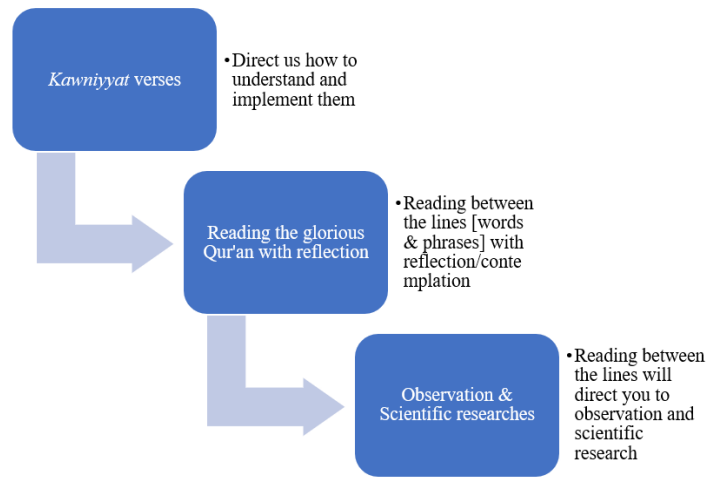 Kawniyyat verses
•Direct us how to
understand and
implement them
Reading the glorious
Qur'an with reflection
•Reading between
the lines [words
& phrases] with
reflection/conte
mplation
Observation &
Scientific researches
•Reading between
the lines will
direct you to
observation and
scientific
research